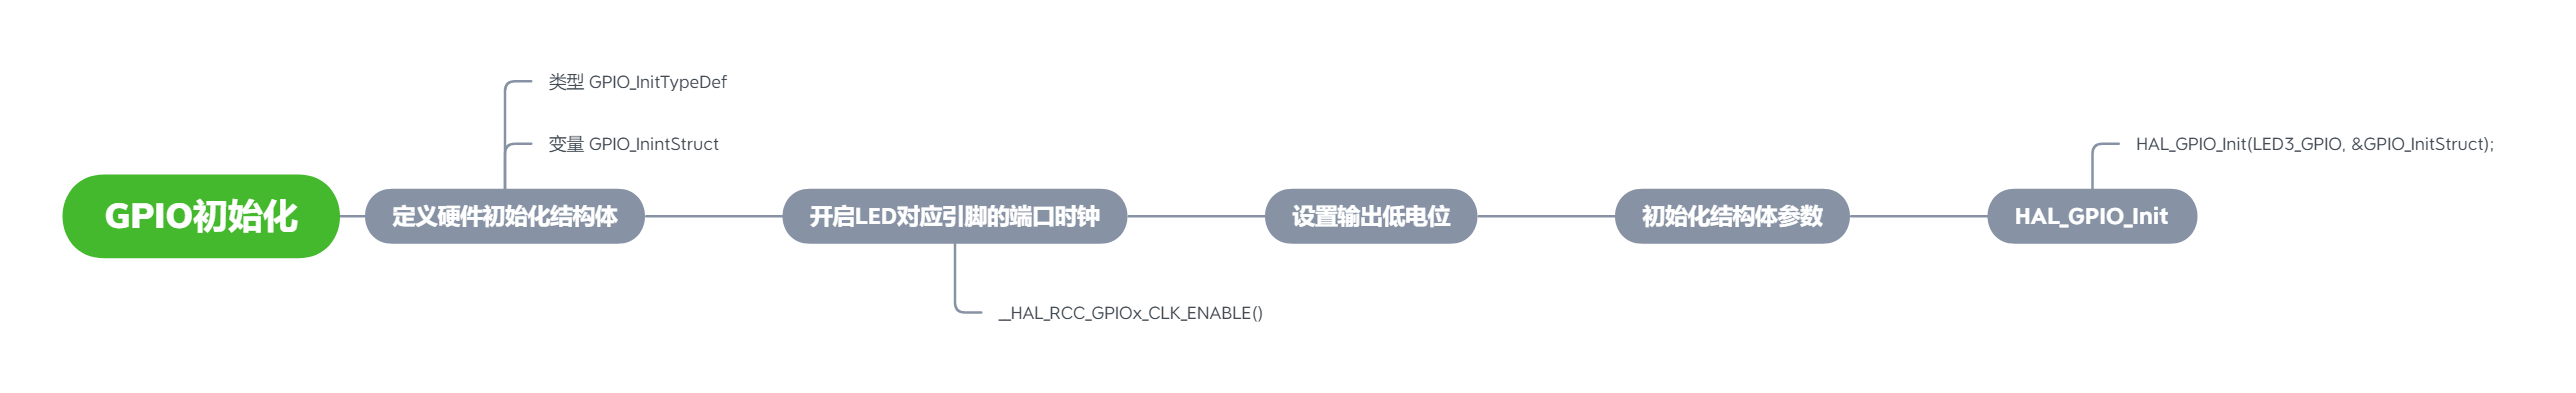 GPIO初始化
定义硬件初始化结构体
类型 GPIO_InitTypeDef
变量 GPIO_InintStruct
开启LED对应引脚的端口时钟
__HAL_RCC_GPIOx_CLK_ENABLE()
设置输出低电位
初始化结构体参数
HAL_GPIO_Init
HAL_GPIO_Init(LED3_GPIO, &GPIO_InitStruct);